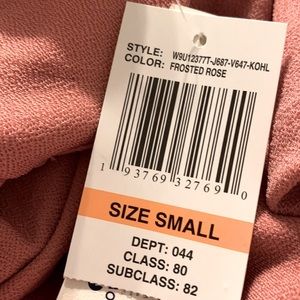 STYLE: W9U12377T-J687-V647-KOHL
COLOR: FROSTED ROSE
1 93769 32769 0
SIZE SMALL
DEPT: 044
CLASS: 80
SUBCLASS: 82